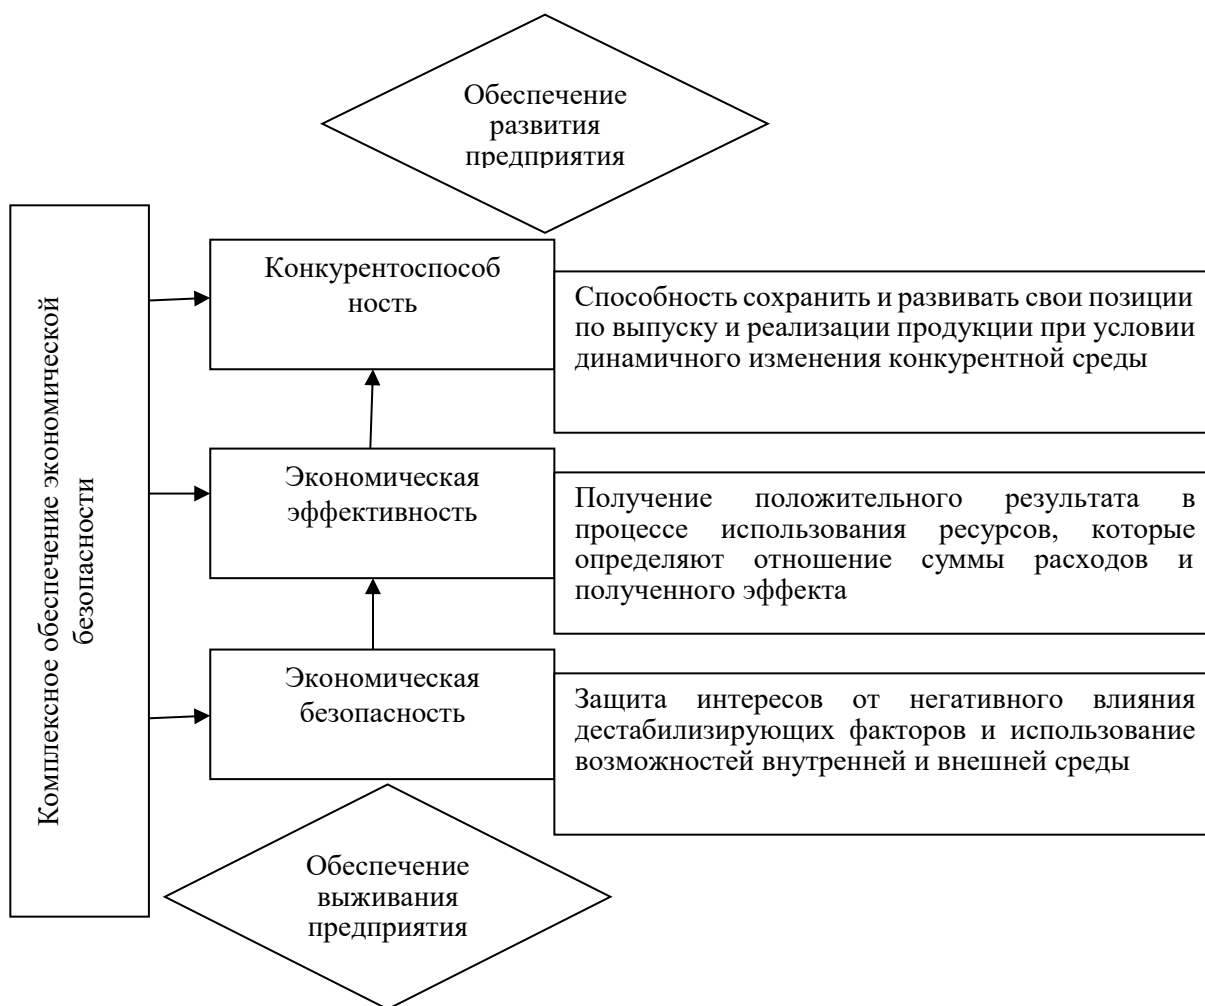 Обеспечение
развития
предприятия
Комплексное обеспечение экономической
безопасности
Конкурентоспособ
ность
Способность сохранить и развивать свои позиции
по выпуску и реализации продукции при условии
динамичного изменения конкурентной среды
Экономическая
эффективность
Получение положительного результата в
процессе использования ресурсов, которые
определяют отношение суммы расходов и
полученного эффекта
Экономическая
безопасность
Защита интересов от негативного влияния
дестабилизирующих факторов и использование
возможностей внутренней и внешней среды
Обеспечение
выживания
предприятия